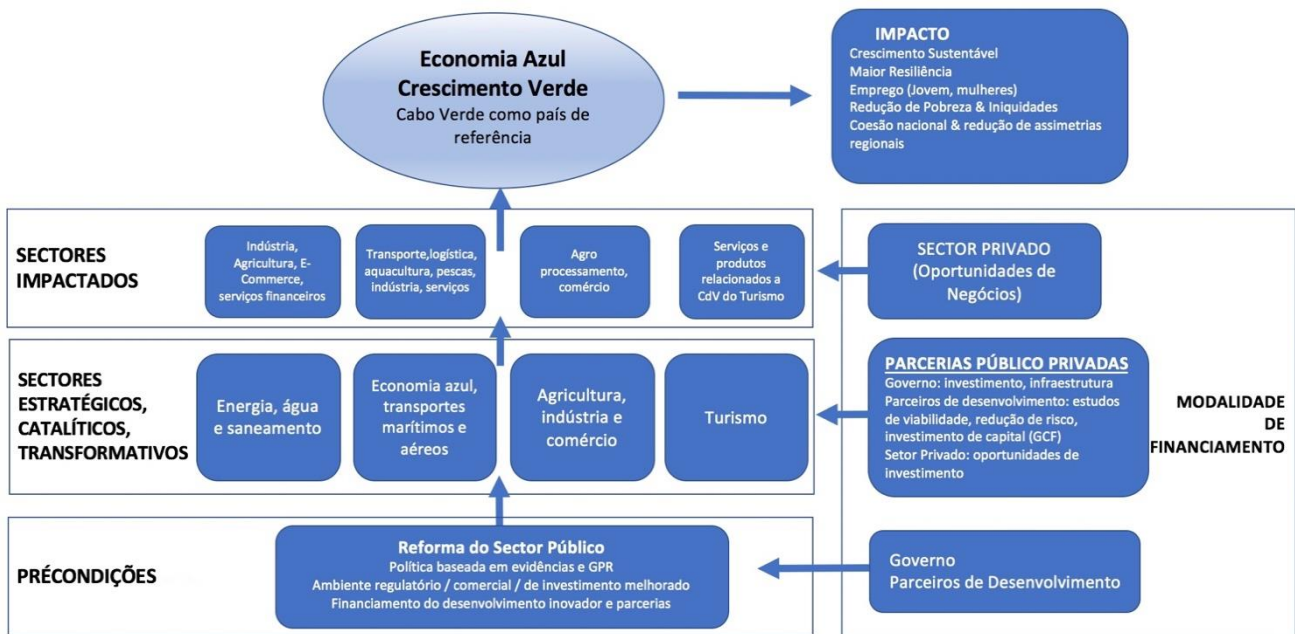 Economia Azul
Crescimento Verde
Cabo Verde como país de
referência
IMPACTO
Crescimento Sustentável
Maior Resiliência
Emprego (Jovem, mulheres)
Redução de Pobreza & Iniquidades
Coesão nacional & redução de assimetrias
regionais
SECTORES
IMPACTADOS
Indústria,
Agricultura, E-
Commerce,
serviços financeiros
Transporte,logística,
aquacultura, pescas,
indústria, serviços
Agro
processamento,
comércio
Serviços e
produtos
relacionados a
CdV do Turismo
SECTOR PRIVADO
(Oportunidades de
Negócios)
SECTORES
ESTRATÉGICOS,
CATALÍTICOS,
TRANSFORMATIVOS
Energia, água
e saneamento
Economia azul,
transportes
marítimos e
aéreos
Agricultura,
indústria e
comércio
Turismo
PARCERIAS PÚBLICO PRIVADAS
Governo: investimento, infraestrutura
Parceiros de desenvolvimento: estudos
de viabilidade, redução de risco,
investimento de capital (GCF)
Setor Privado: oportunidades de
investimento
MODALIDADE
DE
FINANCIAMENTO
PRÉCONDIÇÕES
Reforma do Sector Público
Política baseada em evidências e GPR
Ambiente regulatório / comercial / de investimento melhorado
Financiamento do desenvolvimento inovador e parcerias
Governo
Parceiros de Desenvolvimento